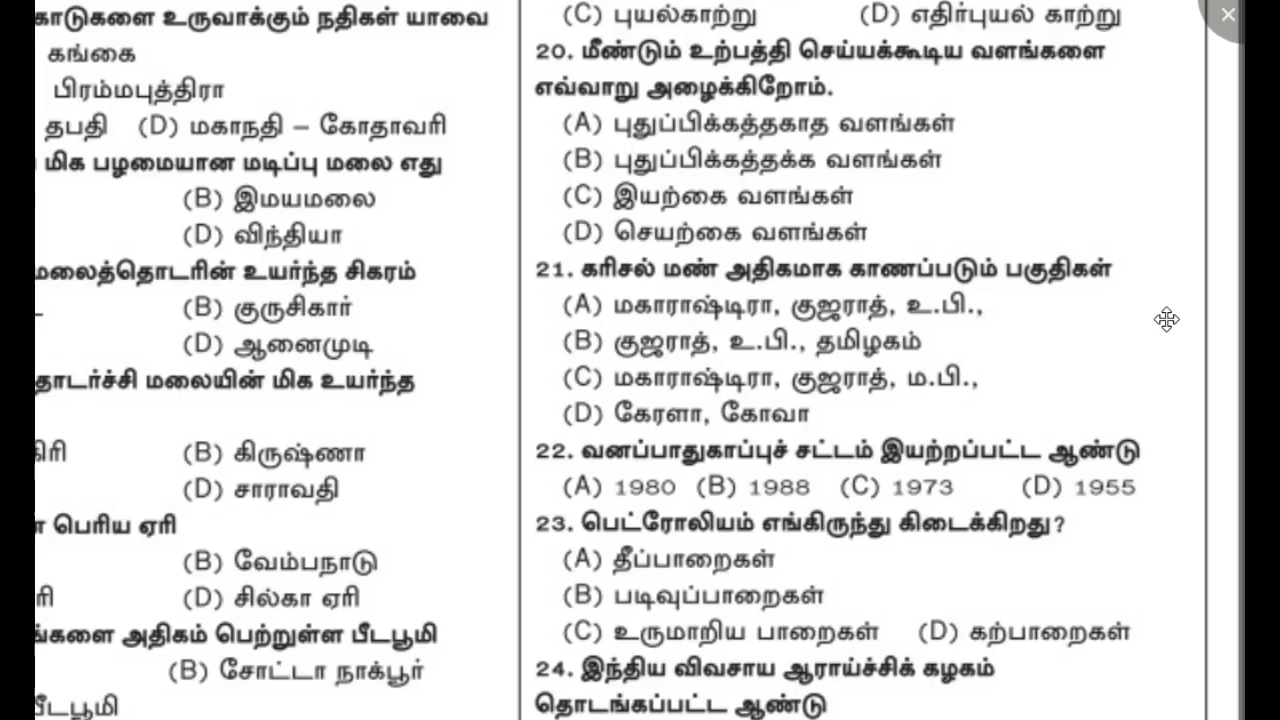 காடுகளை உருவாக்கும் நதிகள் யாவை
கங்கை
பிரம்மபுத்திரா
தபதி (D) மகாநதி – கோதாவரி
மிக பழமையான மடிப்பு மலை எது
(B) இமயமலை
(D) விந்தியா
மலைத்தொடரின் உயர்ந்த சிகரம்
(B) குருசிகார்
(D) ஆனைமுடி
தொடர்ச்சி மலையின் மிக உயர்ந்த
(B) கிருஷ்ணா
(D) சாராவதி
பெரிய ஏரி
(B) வேம்பநாடு
(D) சில்கா ஏரி
அதிகம் பெற்றுள்ள பீடபூமி
(B) சோட்டா நாக்பூர்
பீடபூமி
(C) புயல்காற்று (D) எதிர்புயல் காற்று
20. மீண்டும் உற்பத்தி செய்யக்கூடிய வளங்களை
எவ்வாறு அழைக்கிறோம்.
(A) புதுப்பிக்கத்தகாத வளங்கள்
(B) புதுப்பிக்கத்தக்க வளங்கள்
(C) இயற்கை வளங்கள்
(D) செயற்கை வளங்கள்
21. கரிசல் மண் அதிகமாக காணப்படும் பகுதிகள்
(A) மகாராஷ்டிரா, குஜராத், உ.பி.,
(B) குஜராத், உ.பி., தமிழகம்
(C) மகாராஷ்டிரா, குஜராத், ம.பி.,
(D) கேரளா, கோவா
22. வனப்பாதுகாப்புச் சட்டம் இயற்றப்பட்ட ஆண்டு
(A) 1980 (B) 1988 (C) 1973 (D) 1955
23. பெட்ரோலியம் எங்கிருந்து கிடைக்கிறது?
(A) தீப்பாறைகள்
(B) படிவுப்பாறைகள்
(C) உருமாறிய பாறைகள் (D) கற்பாறைகள்
24. இந்திய விவசாய ஆராய்ச்சிக் கழகம்
தொடங்கப்பட்ட ஆண்டு